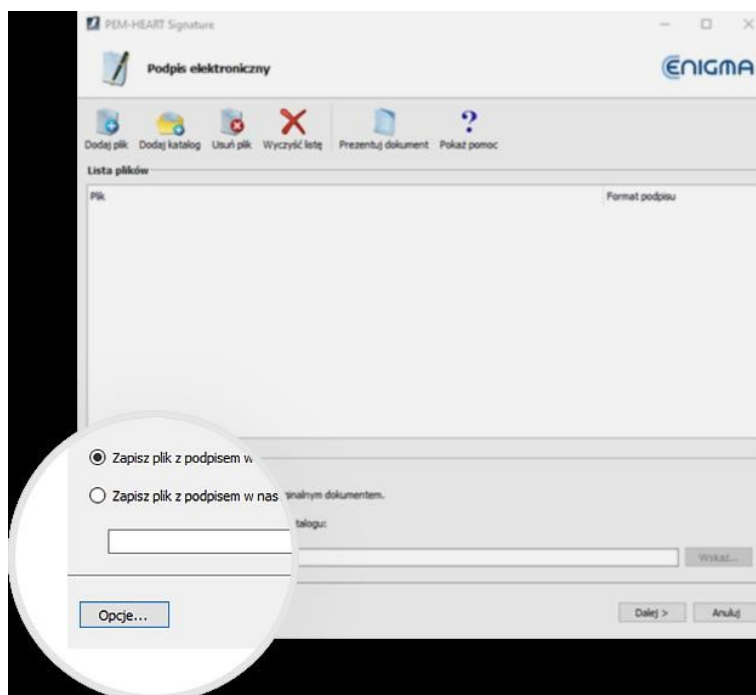 PEM-HEART Signature
Podpis elektroniczny
ENIGMA
Dodaj plik Dodaj katalog Usuń plik Wyczyść listę Prezentuj dokument Pokaż pomoc
Lista plików
Plik Format podpisu
Zapisz plik z podpisem w
Zapisz plik z podpisem w nas
ginalnym dokumentem.
talogu:
Wskaż...
Opcje...
Dalej > Anuluj